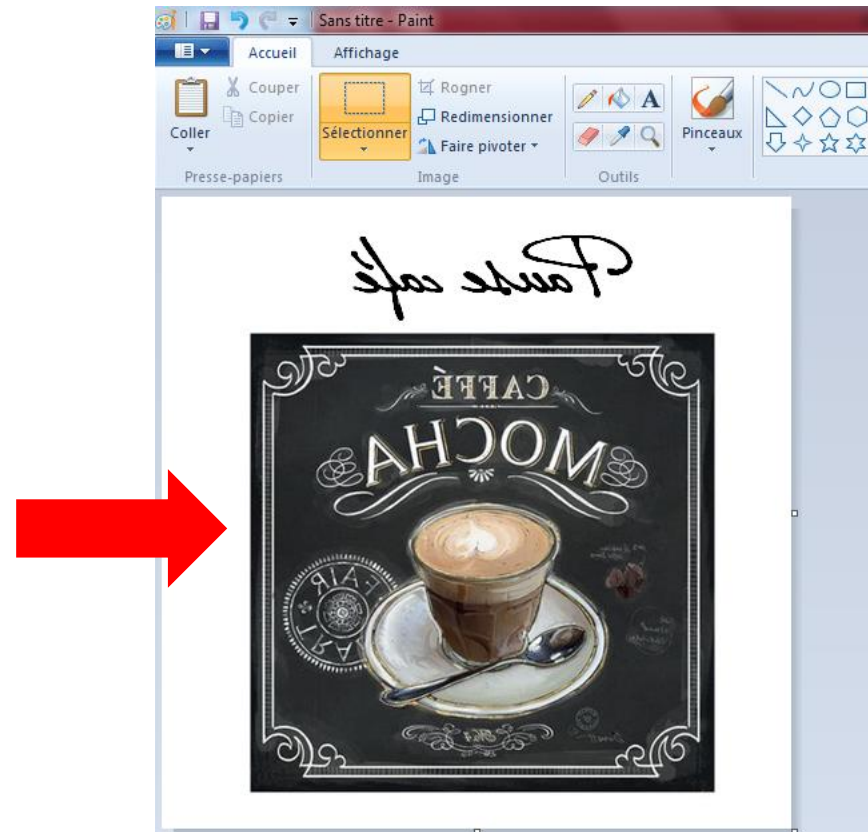 Sans titre - Paint
Accueil Affichage
Coller
Couper
Copier
Presse-papiers
Sélectionner
Rogner
Redimensionner
Faire pivoter
Image
A
Outils
Pinceaux
Pause café
CAFFÈ
MOCHA
FAIR